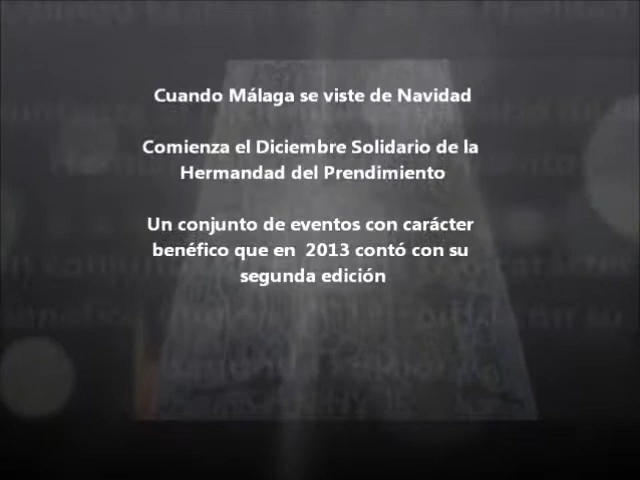 Cuando Málaga se viste de Navidad
Comienza el Diciembre Solidario de la
Hermandad del Prendimiento
Un conjunto de eventos con carácter
benéfico que en 2013 contó con su
segunda edición